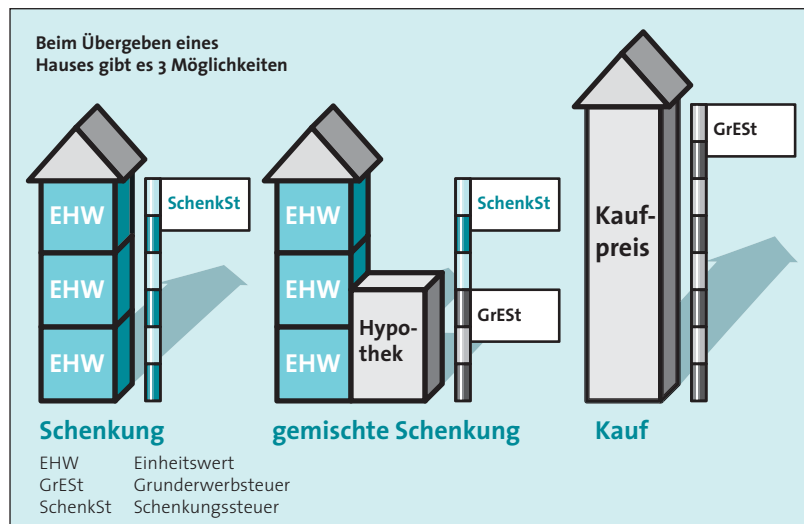 Beim Übergeben eines
Hauses gibt es 3 Möglichkeiten
EHW
EHW
EHW
SchenkSt
Schenkung
EHW
EHW
EHW
Hypo-
thek
SchenkSt
GrESt
gemischte Schenkung
Kauf-
preis
GrESt
Kauf
EHW Einheitswert
GrESt Grunderwerbsteuer
SchenkSt Schenkungssteuer